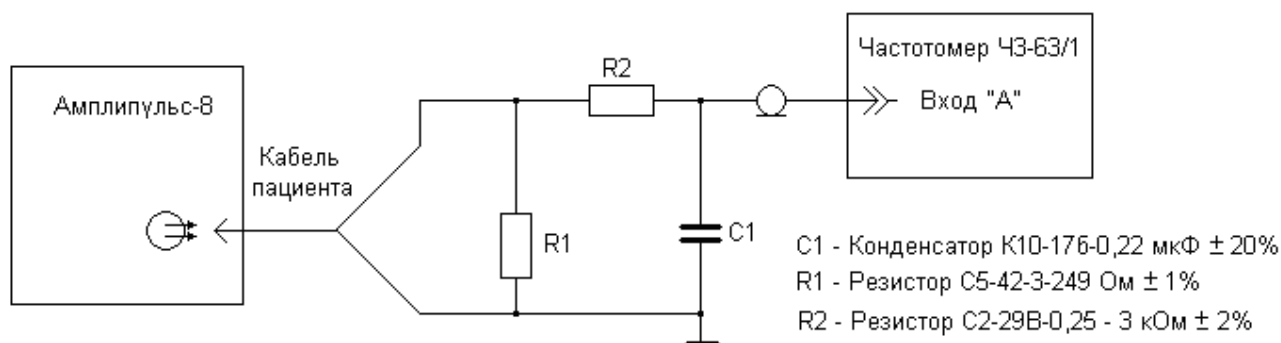 Частотомер ЧЗ-63/1
Вход "А"
Амплипульс-8
Кабель
пациента
R2
R1
C1
C1 - Конденсатор К10-17б-0,22 мкФ ± 20%
R1 - Резистор С5-42-3-249 Ом ± 1%
R2 - Резистор С2-29В-0,25 - 3 кОм ± 2%